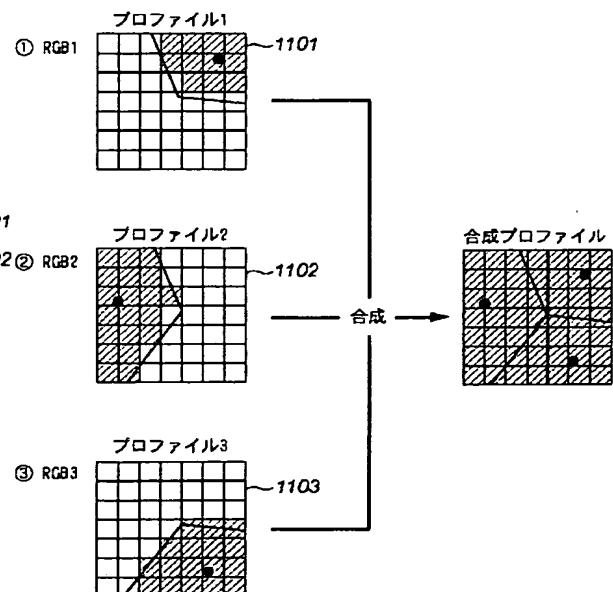 プロファイル1
① RGB1
1101
プロファイル2
② RGB2
1102
合成
合成プロファイル
プロファイル3
③ RGB3
1103